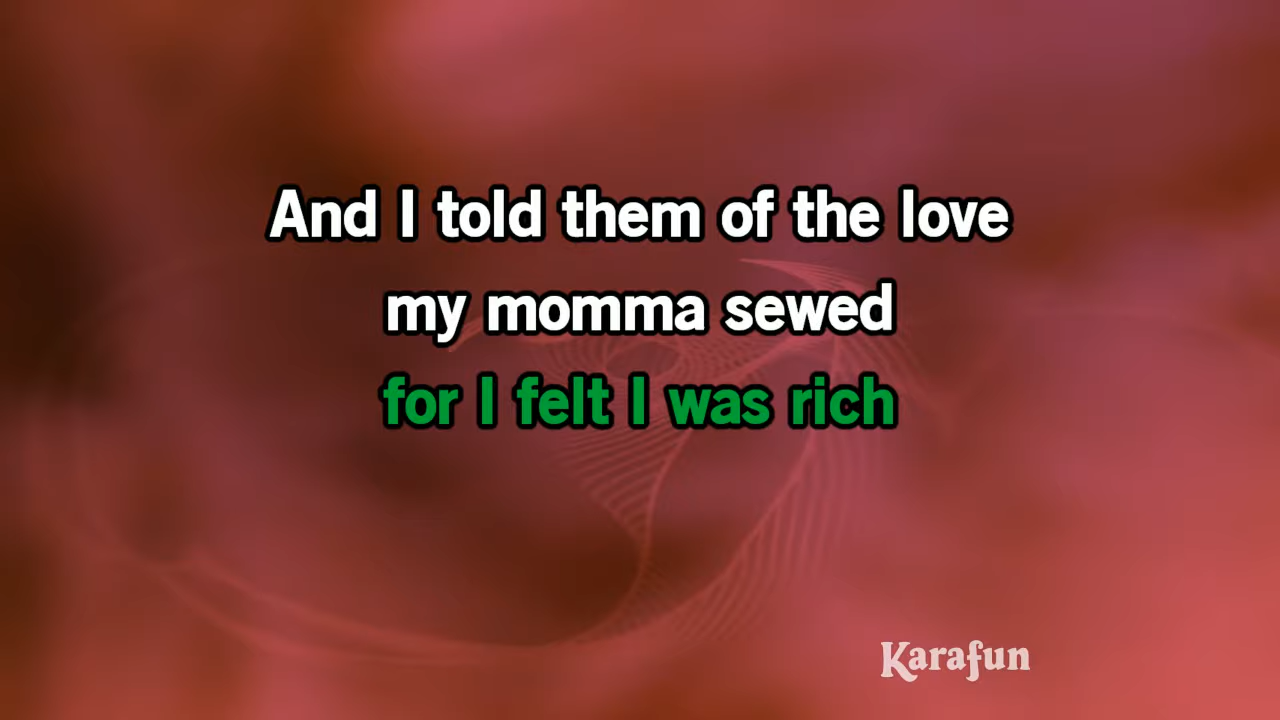 And I told them of the love
my momma sewed
for I felt I was rich
Karafun